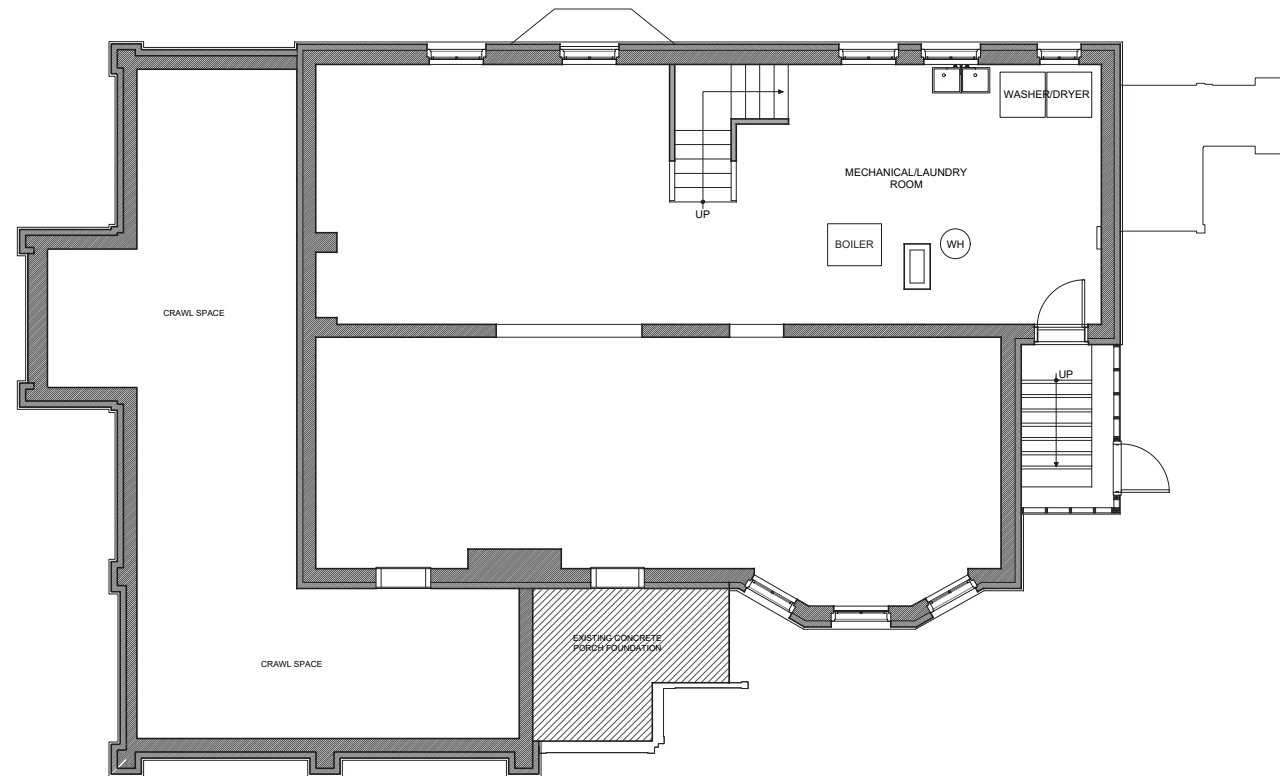 WASHER/DRYER
MECHANICAL/LAUNDRY
ROOM
UP
BOILER
WH
CRAWL SPACE
UP
EXISTING CONCRETE
PORCH FOUNDATION
CRAWL SPACE